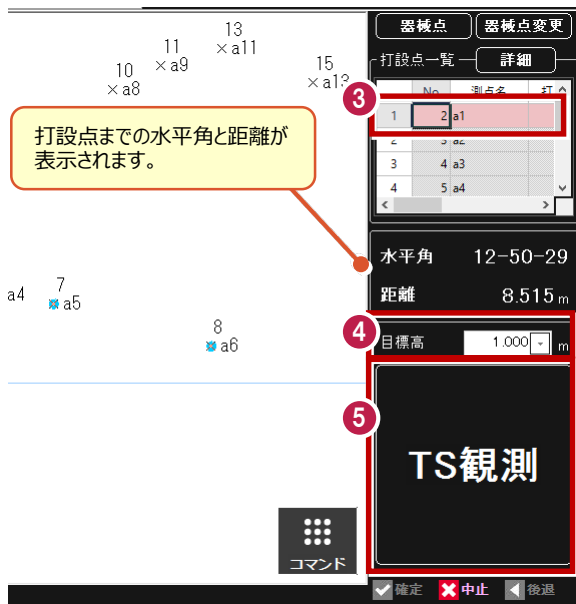 13
×a11
11
×a9
10
×a8
15
×a13
打設点までの水平角と距離が
表示されます。
7
a4
a5
8
a6
コマンド
器械点 器械点変更
打設点一覧 詳細
3
No 測点名 打
1 2 a1
2 3 a2
3 4 a3
4 5 a4
水平角 12-50-29
距離 8.515 m
4
目標高 1.000 m
5
TS観測
確定 中止 後退